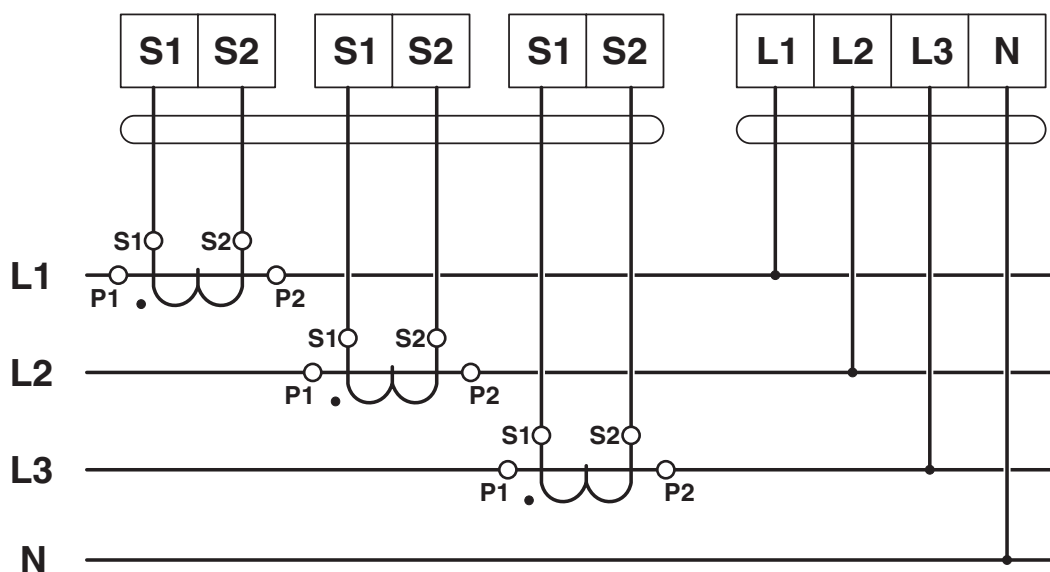 S1 S2 S1 S2 S1 S2 L1 L2 L3 N
S1 S2
L1
P1 P2
S1 S2
L2
P1 P2
S1 S2
L3
P1 P2
N